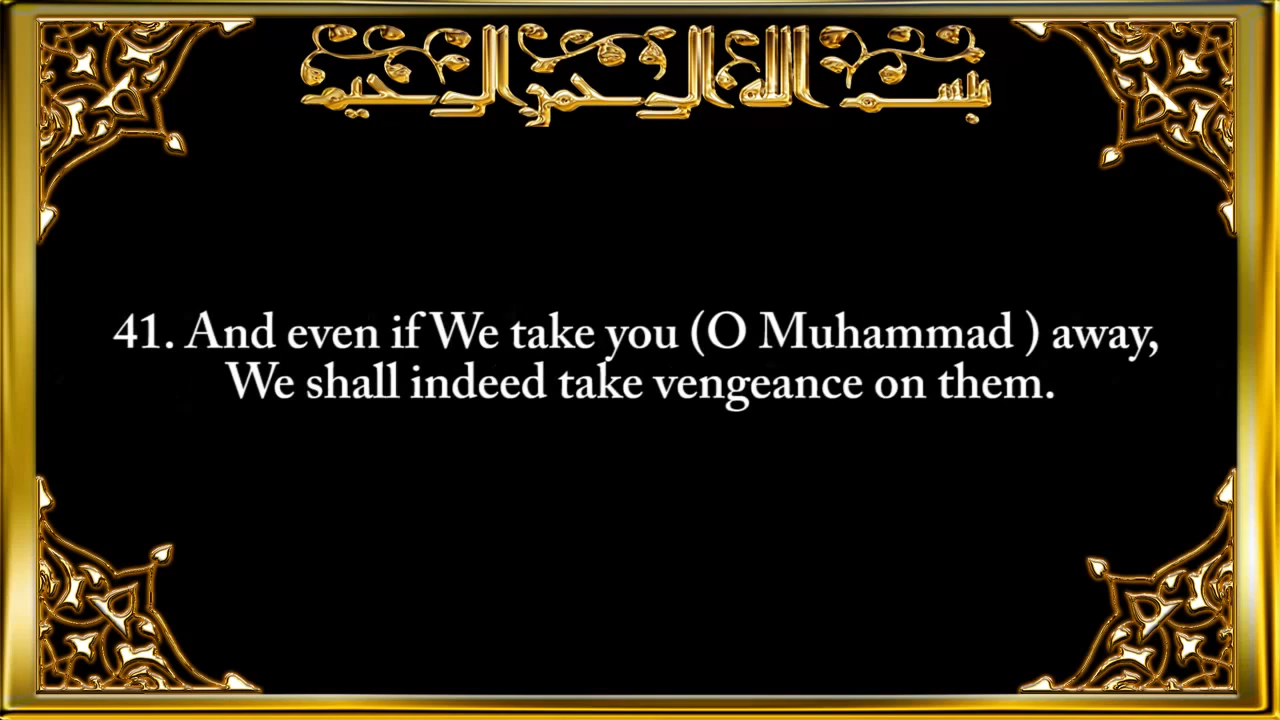 بسم الله الرحمن الرحيم
41. And even if We take you (O Muhammad ) away,
We shall indeed take vengeance on them.